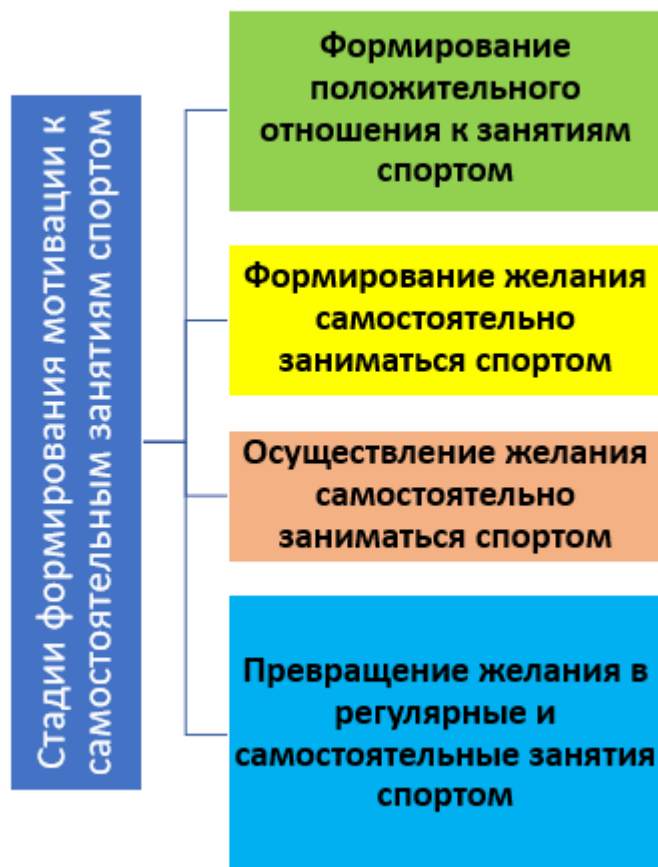 Стадии формирования мотивации к
самостоятельным занятиям спортом
Формирование
положительного
отношения к занятиям
спортом
Формирование желания
самостоятельно
заниматься спортом
Осуществление желания
самостоятельно
заниматься спортом
Превращение желания в
регулярные и
самостоятельные занятия
спортом